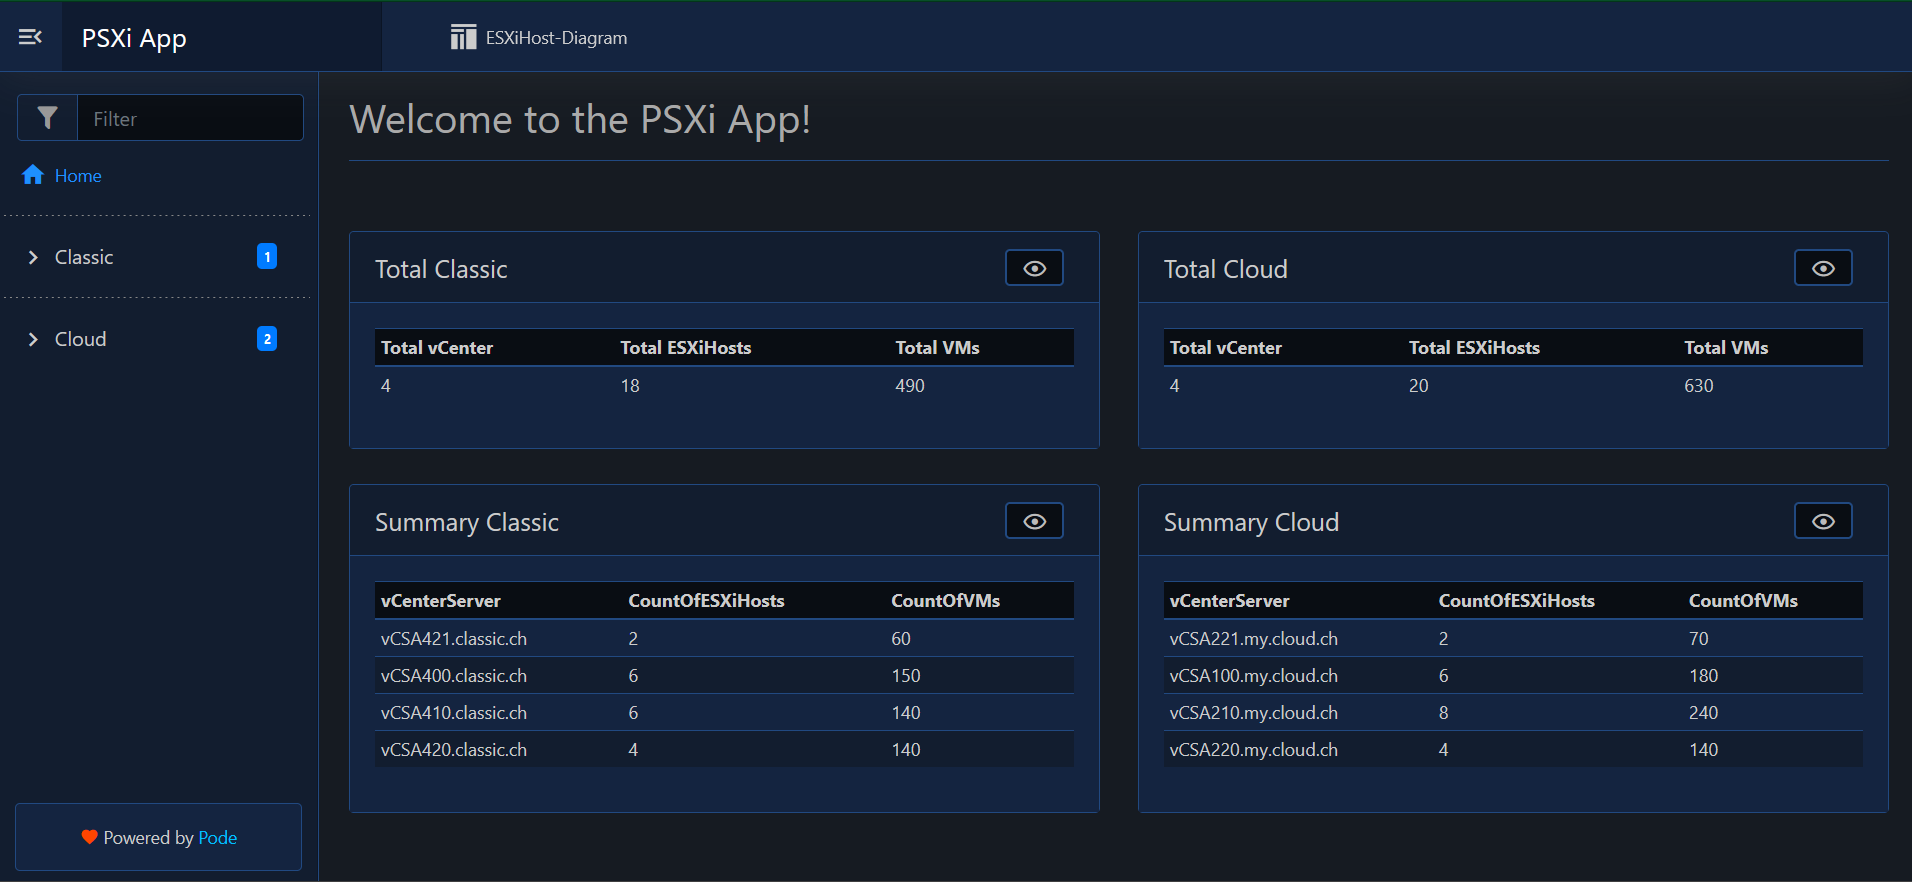 PSXi App
ESXiHost-Diagram
Filter
Home
Classic 1
Cloud 2
Powered by Pode
Welcome to the PSXi App!
Total Classic
Total vCenter Total ESXiHosts Total VMs
4 18 490
Total Cloud
Total vCenter Total ESXiHosts Total VMs
4 20 630
Summary Classic
vCenterServer CountOfESXiHosts CountOfVMs
vCSA421.classic.ch 2 60
vCSA400.classic.ch 6 150
vCSA410.classic.ch 6 140
vCSA420.classic.ch 4 140
Summary Cloud
vCenterServer CountOfESXiHosts CountOfVMs
vCSA221.my.cloud.ch 2 70
vCSA100.my.cloud.ch 6 180
vCSA210.my.cloud.ch 8 240
vCSA220.my.cloud.ch 4 140